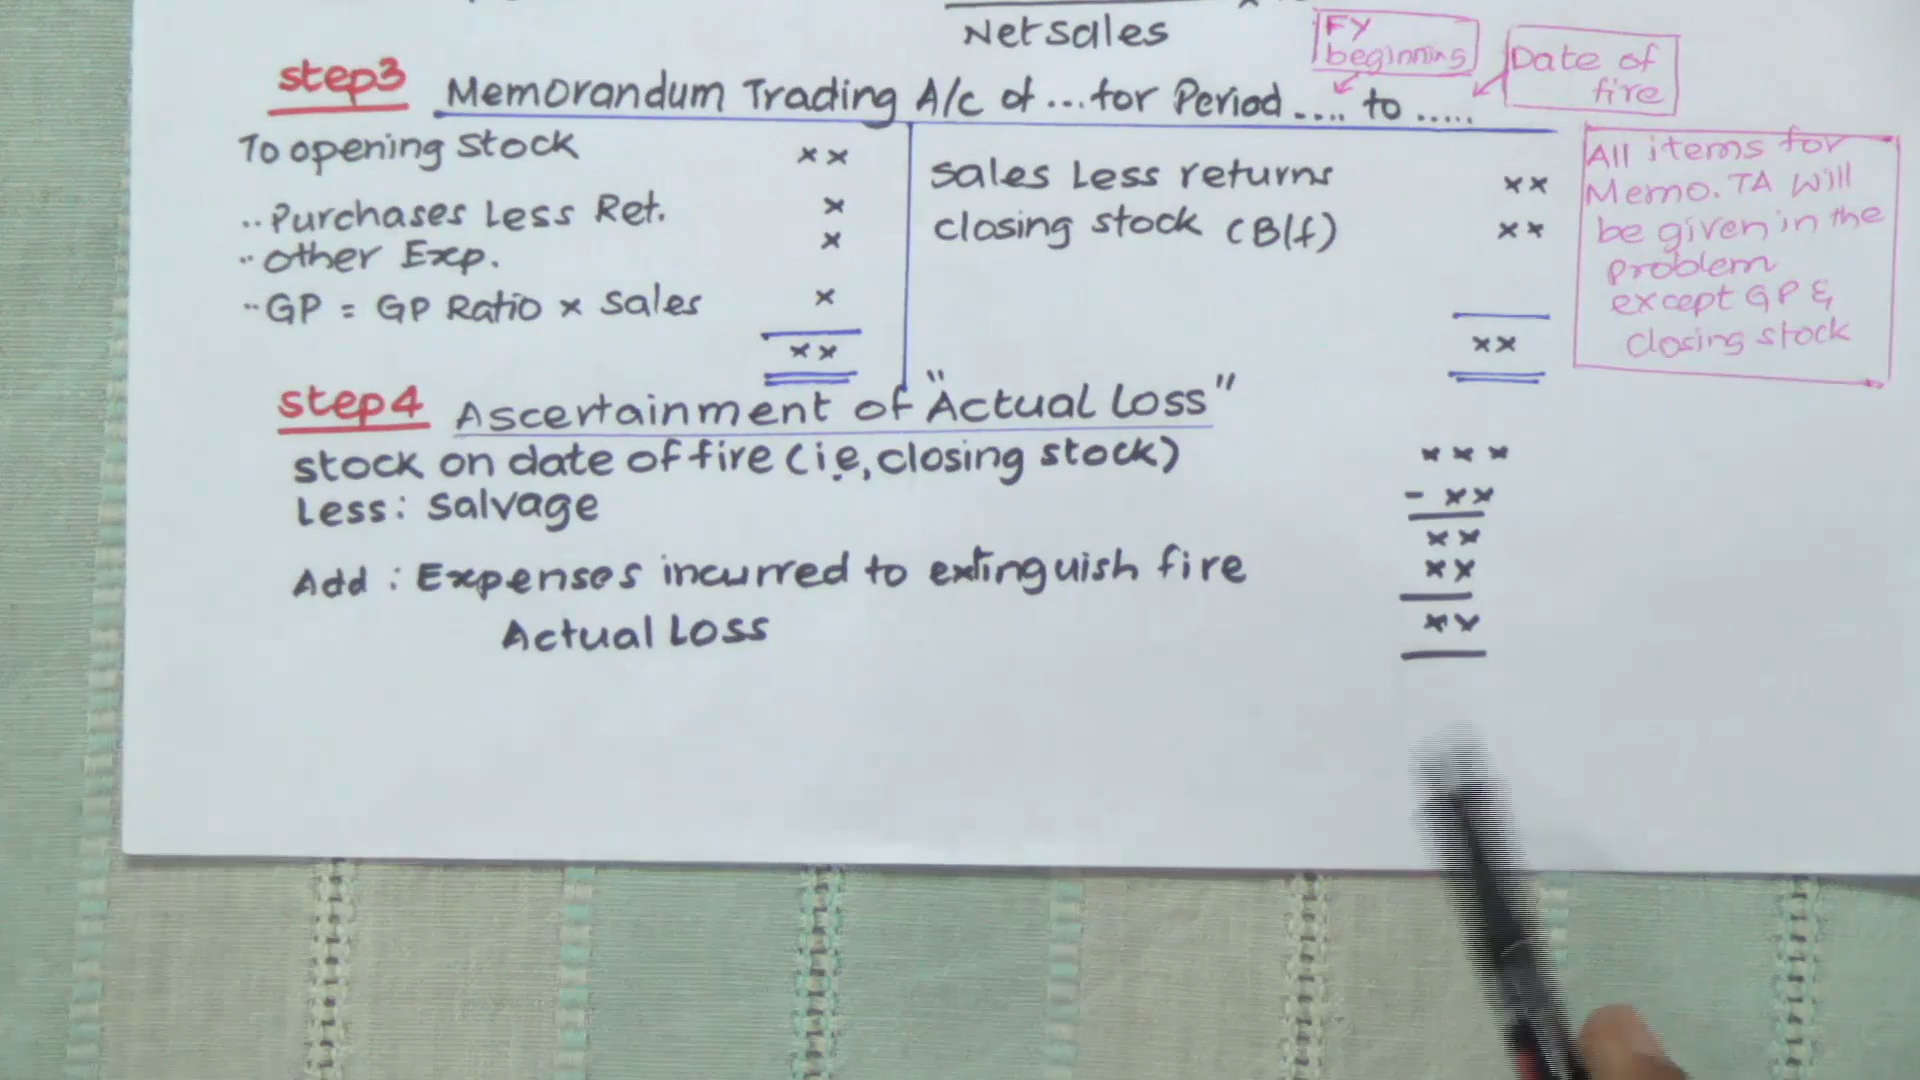 Net sales
FY
beginning
Date of
fire
step3 Memorandum Trading A/c of ... for Period .... to .....
To opening stock xx
.. Purchases Less Ret. x
.. other Exp. x
.. GP = GP Ratio x sales x
xx
sales Less returns xx
closing stock (B/f) xx
xx
All items for
Memo. TA will
be given in the
problem
except GP &
closing stock
step4 Ascertainment of "Actual Loss"
stock on date of fire (i.e, closing stock) xxx
Less: salvage - xx
xx
Add : Expenses incurred to extinguish fire xx
Actual Loss xx